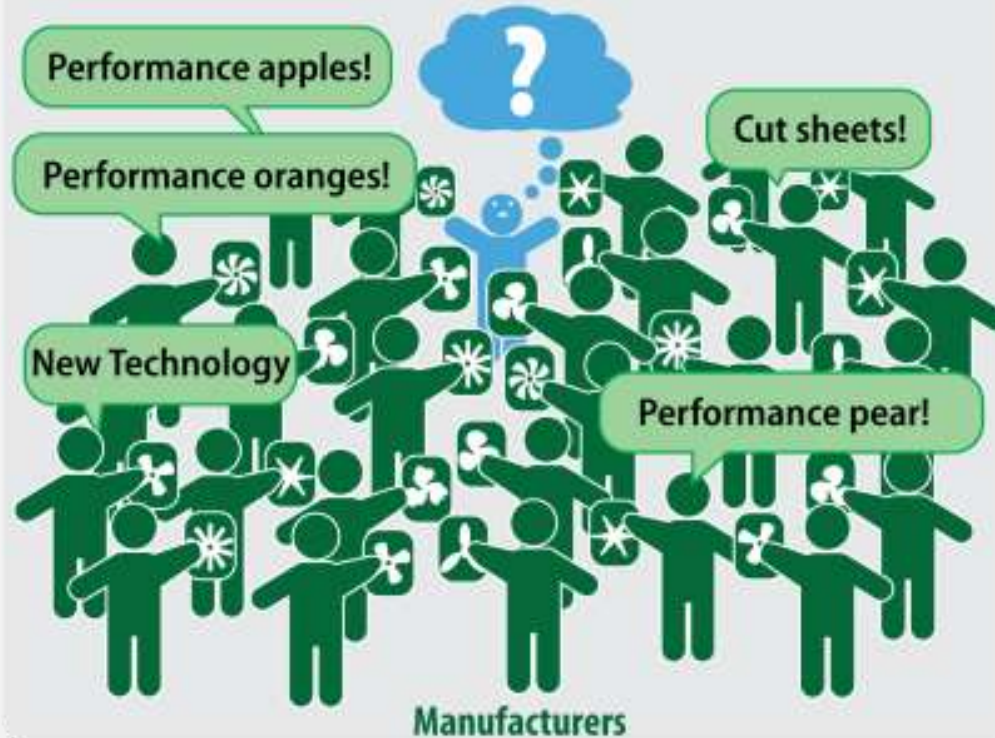 Performance apples!
?
Cut sheets!
Performance oranges!
New Technology
Performance pear!
Manufacturers